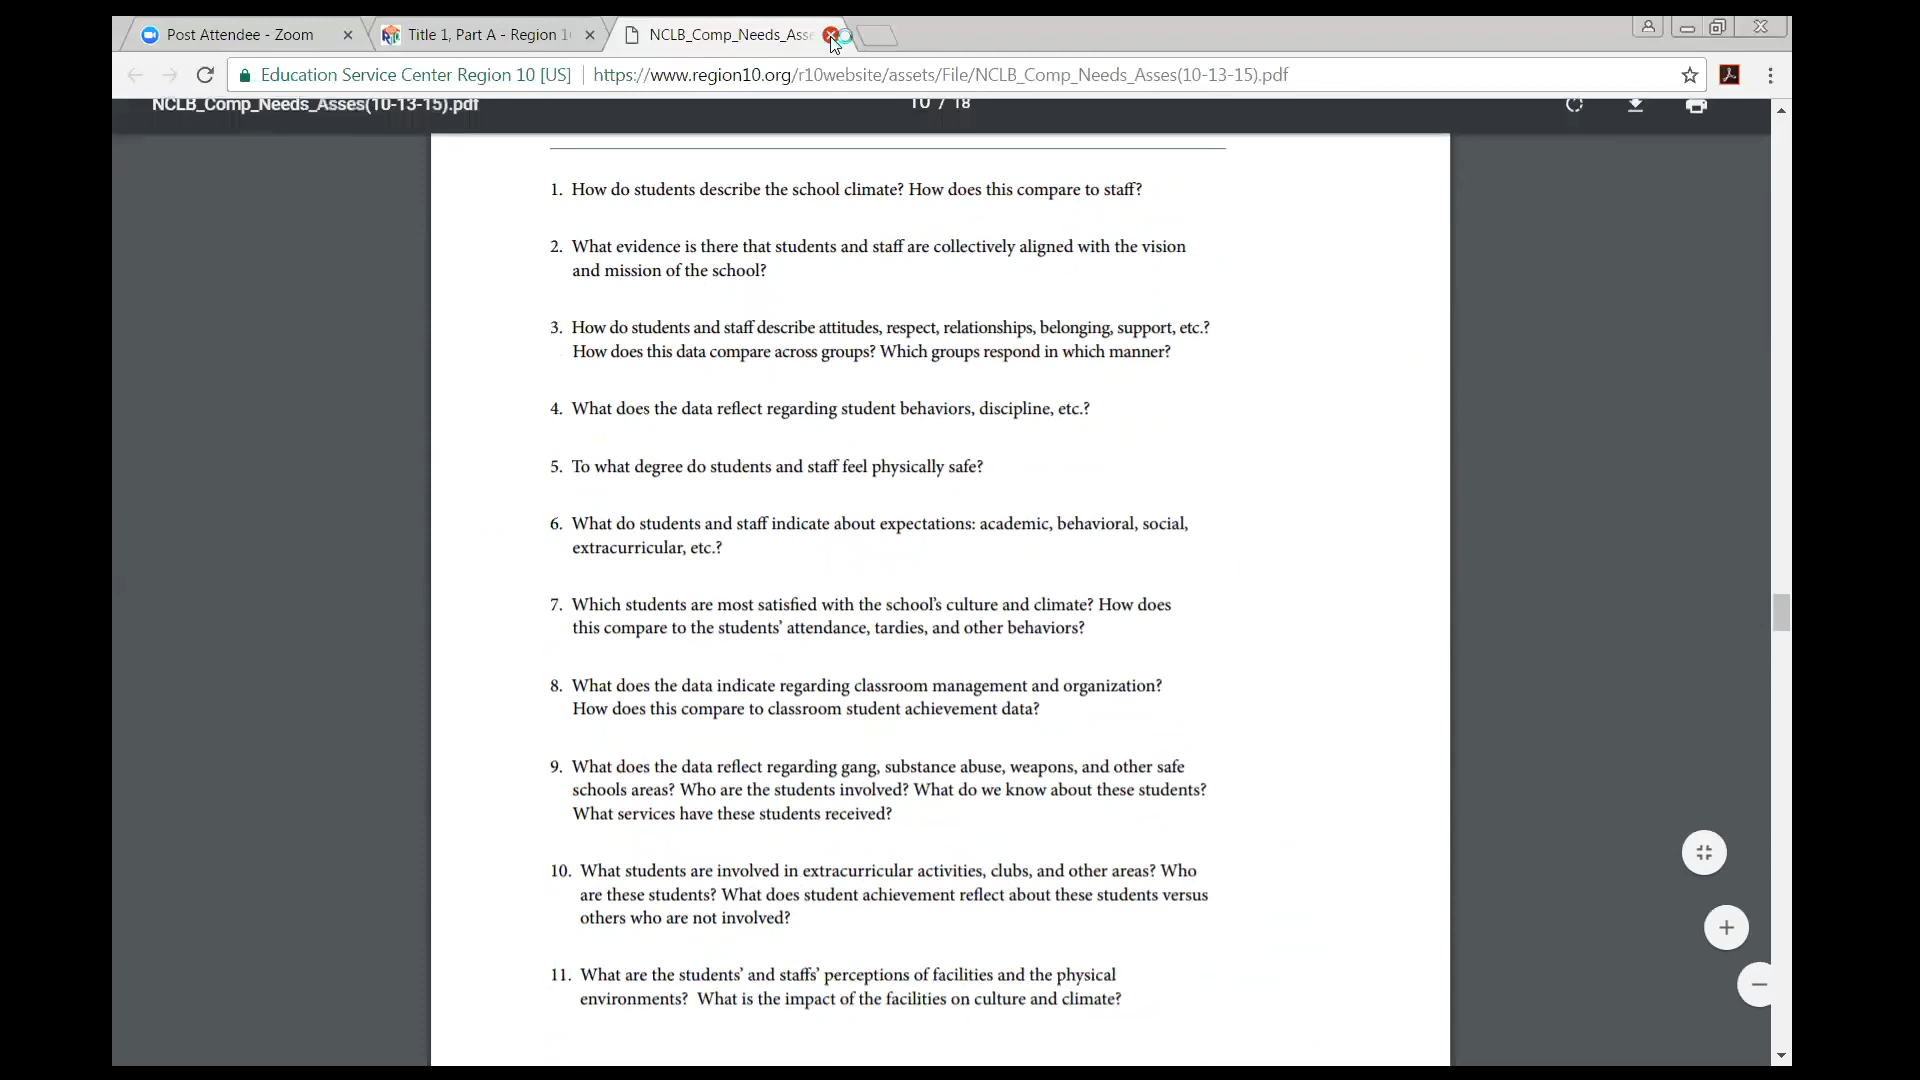 Post Attendee - Zoom
Title 1, Part A - Region 1
NCLB_Comp_Needs_Asse
Education Service Center Region 10 [US]
https://www.region10.org/r10website/assets/File/NCLB_Comp_Needs_Asses(10-13-15).pdf
NCLB_Comp_Needs_Asses(10-13-15).pdf
10 / 18
1. How do students describe the school climate? How does this compare to staff?
2. What evidence is there that students and staff are collectively aligned with the vision
and mission of the school?
3. How do students and staff describe attitudes, respect, relationships, belonging, support, etc.?
How does this data compare across groups? Which groups respond in which manner?
4. What does the data reflect regarding student behaviors, discipline, etc.?
5. To what degree do students and staff feel physically safe?
6. What do students and staff indicate about expectations: academic, behavioral, social,
extracurricular, etc.?
7. Which students are most satisfied with the school's culture and climate? How does
this compare to the students' attendance, tardies, and other behaviors?
8. What does the data indicate regarding classroom management and organization?
How does this compare to classroom student achievement data?
9. What does the data reflect regarding gang, substance abuse, weapons, and other safe
schools areas? Who are the students involved? What do we know about these students?
What services have these students received?
10. What students are involved in extracurricular activities, clubs, and other areas? Who
are these students? What does student achievement reflect about these students versus
others who are not involved?
11. What are the students' and staffs' perceptions of facilities and the physical
environments?  What is the impact of the facilities on culture and climate?